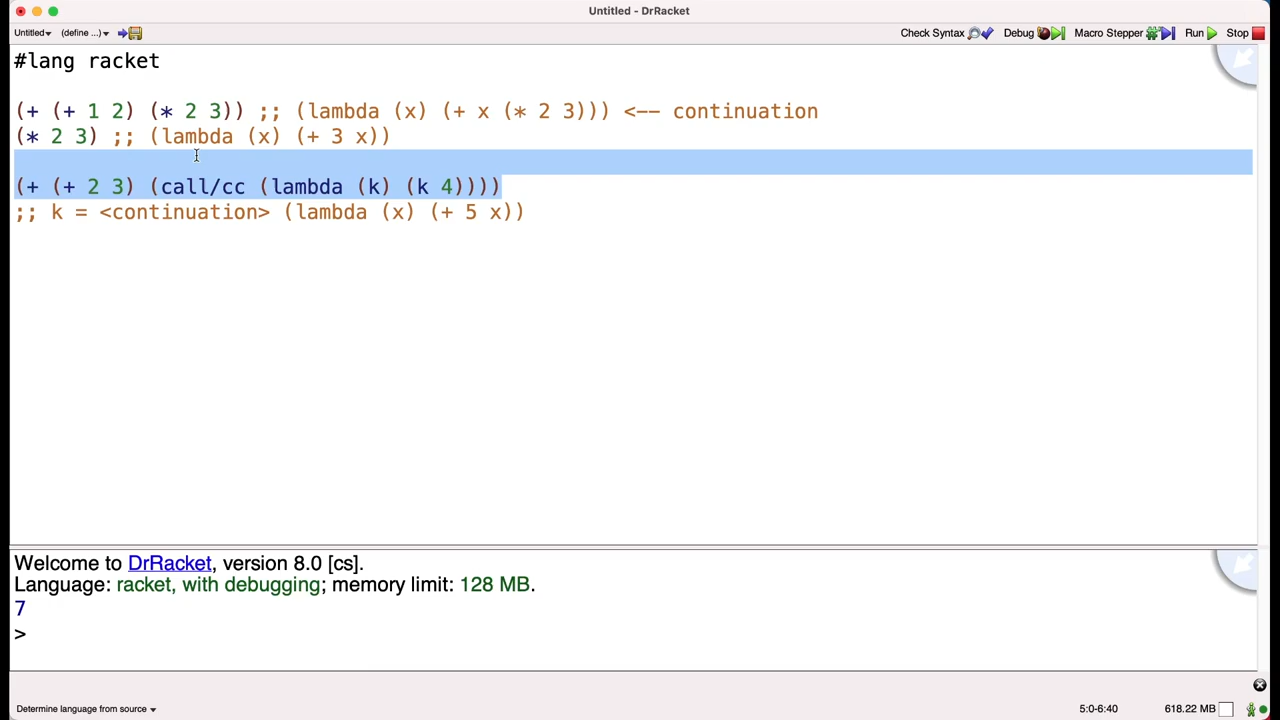 Untitled - DrRacket
Untitled (define ...) Check Syntax Debug Macro Stepper Run Stop
#lang racket
(+ (+ 1 2) (* 2 3)) ;; (lambda (x) (+ x (* 2 3))) <-- continuation
(* 2 3) ;; (lambda (x) (+ 3 x))
(+ (+ 2 3) (call/cc (lambda (k) (k 4))))
;; k = <continuation> (lambda (x) (+ 5 x))
Welcome to DrRacket, version 8.0 [cs].
Language: racket, with debugging; memory limit: 128 MB.
7
>
Determine language from source 5:0-6:40 618.22 MB